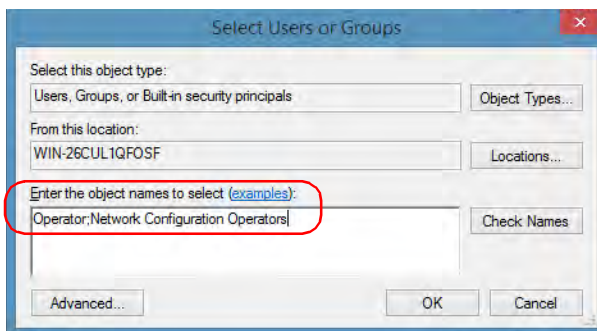 Select Users or Groups
Select this object type:
Users, Groups, or Built-in security principals
Object Types...
From this location:
WIN-26CUL1QFOSF
Locations...
Enter the object names to select (examples):
Operator;Network Configuration Operators
Check Names
Advanced...
OK
Cancel